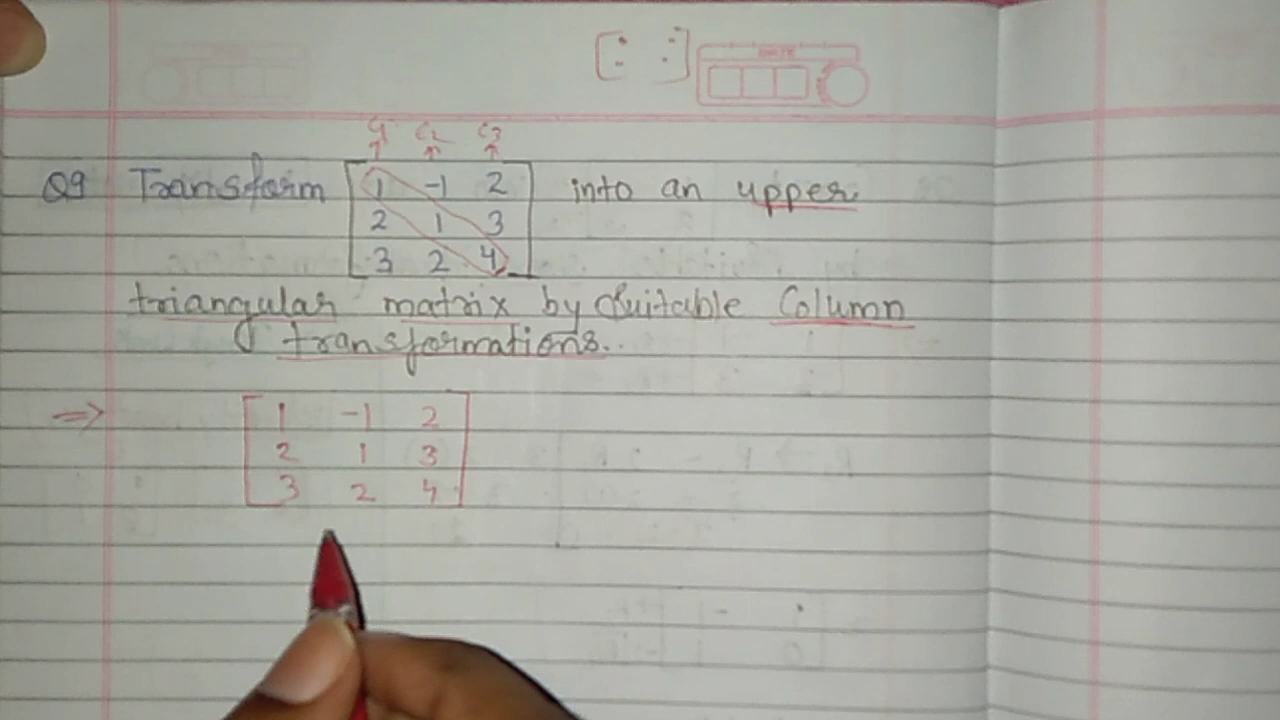 [: :]
C1 C2 C3
↑ ↑ ↑
Q9 Transform [1 -1 2 into an upper
2 1 3
3 2 4]
triangular matrix by Suitable Column
transformations..
⇒ [1 -1 2
2 1 3
3 2 4]